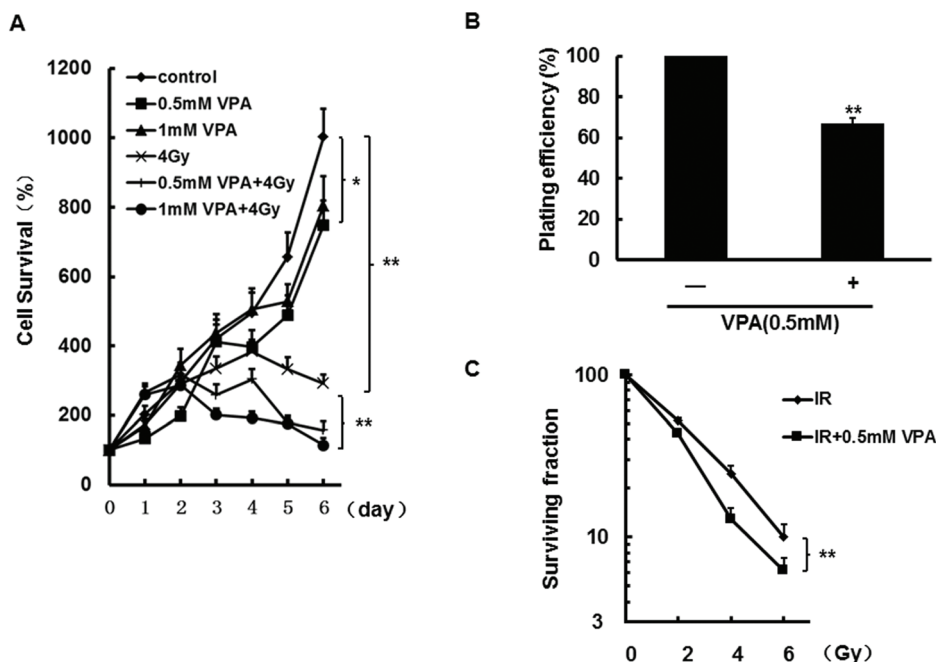 A
1200
1000
800
600
400
200
0
Cell Survival（%）
control
0.5mM VPA
1mM VPA
4Gy
0.5mM VPA+4Gy
1mM VPA+4Gy
*
**
**
0 1 2 3 4 5 6 （day）
B
100
80
60
40
20
0
Plating efficiency(%)
**
— +
VPA(0.5mM)
C
100
10
3
Surviving fraction
IR
IR+0.5mM VPA
**
0 2 4 6 （Gy）